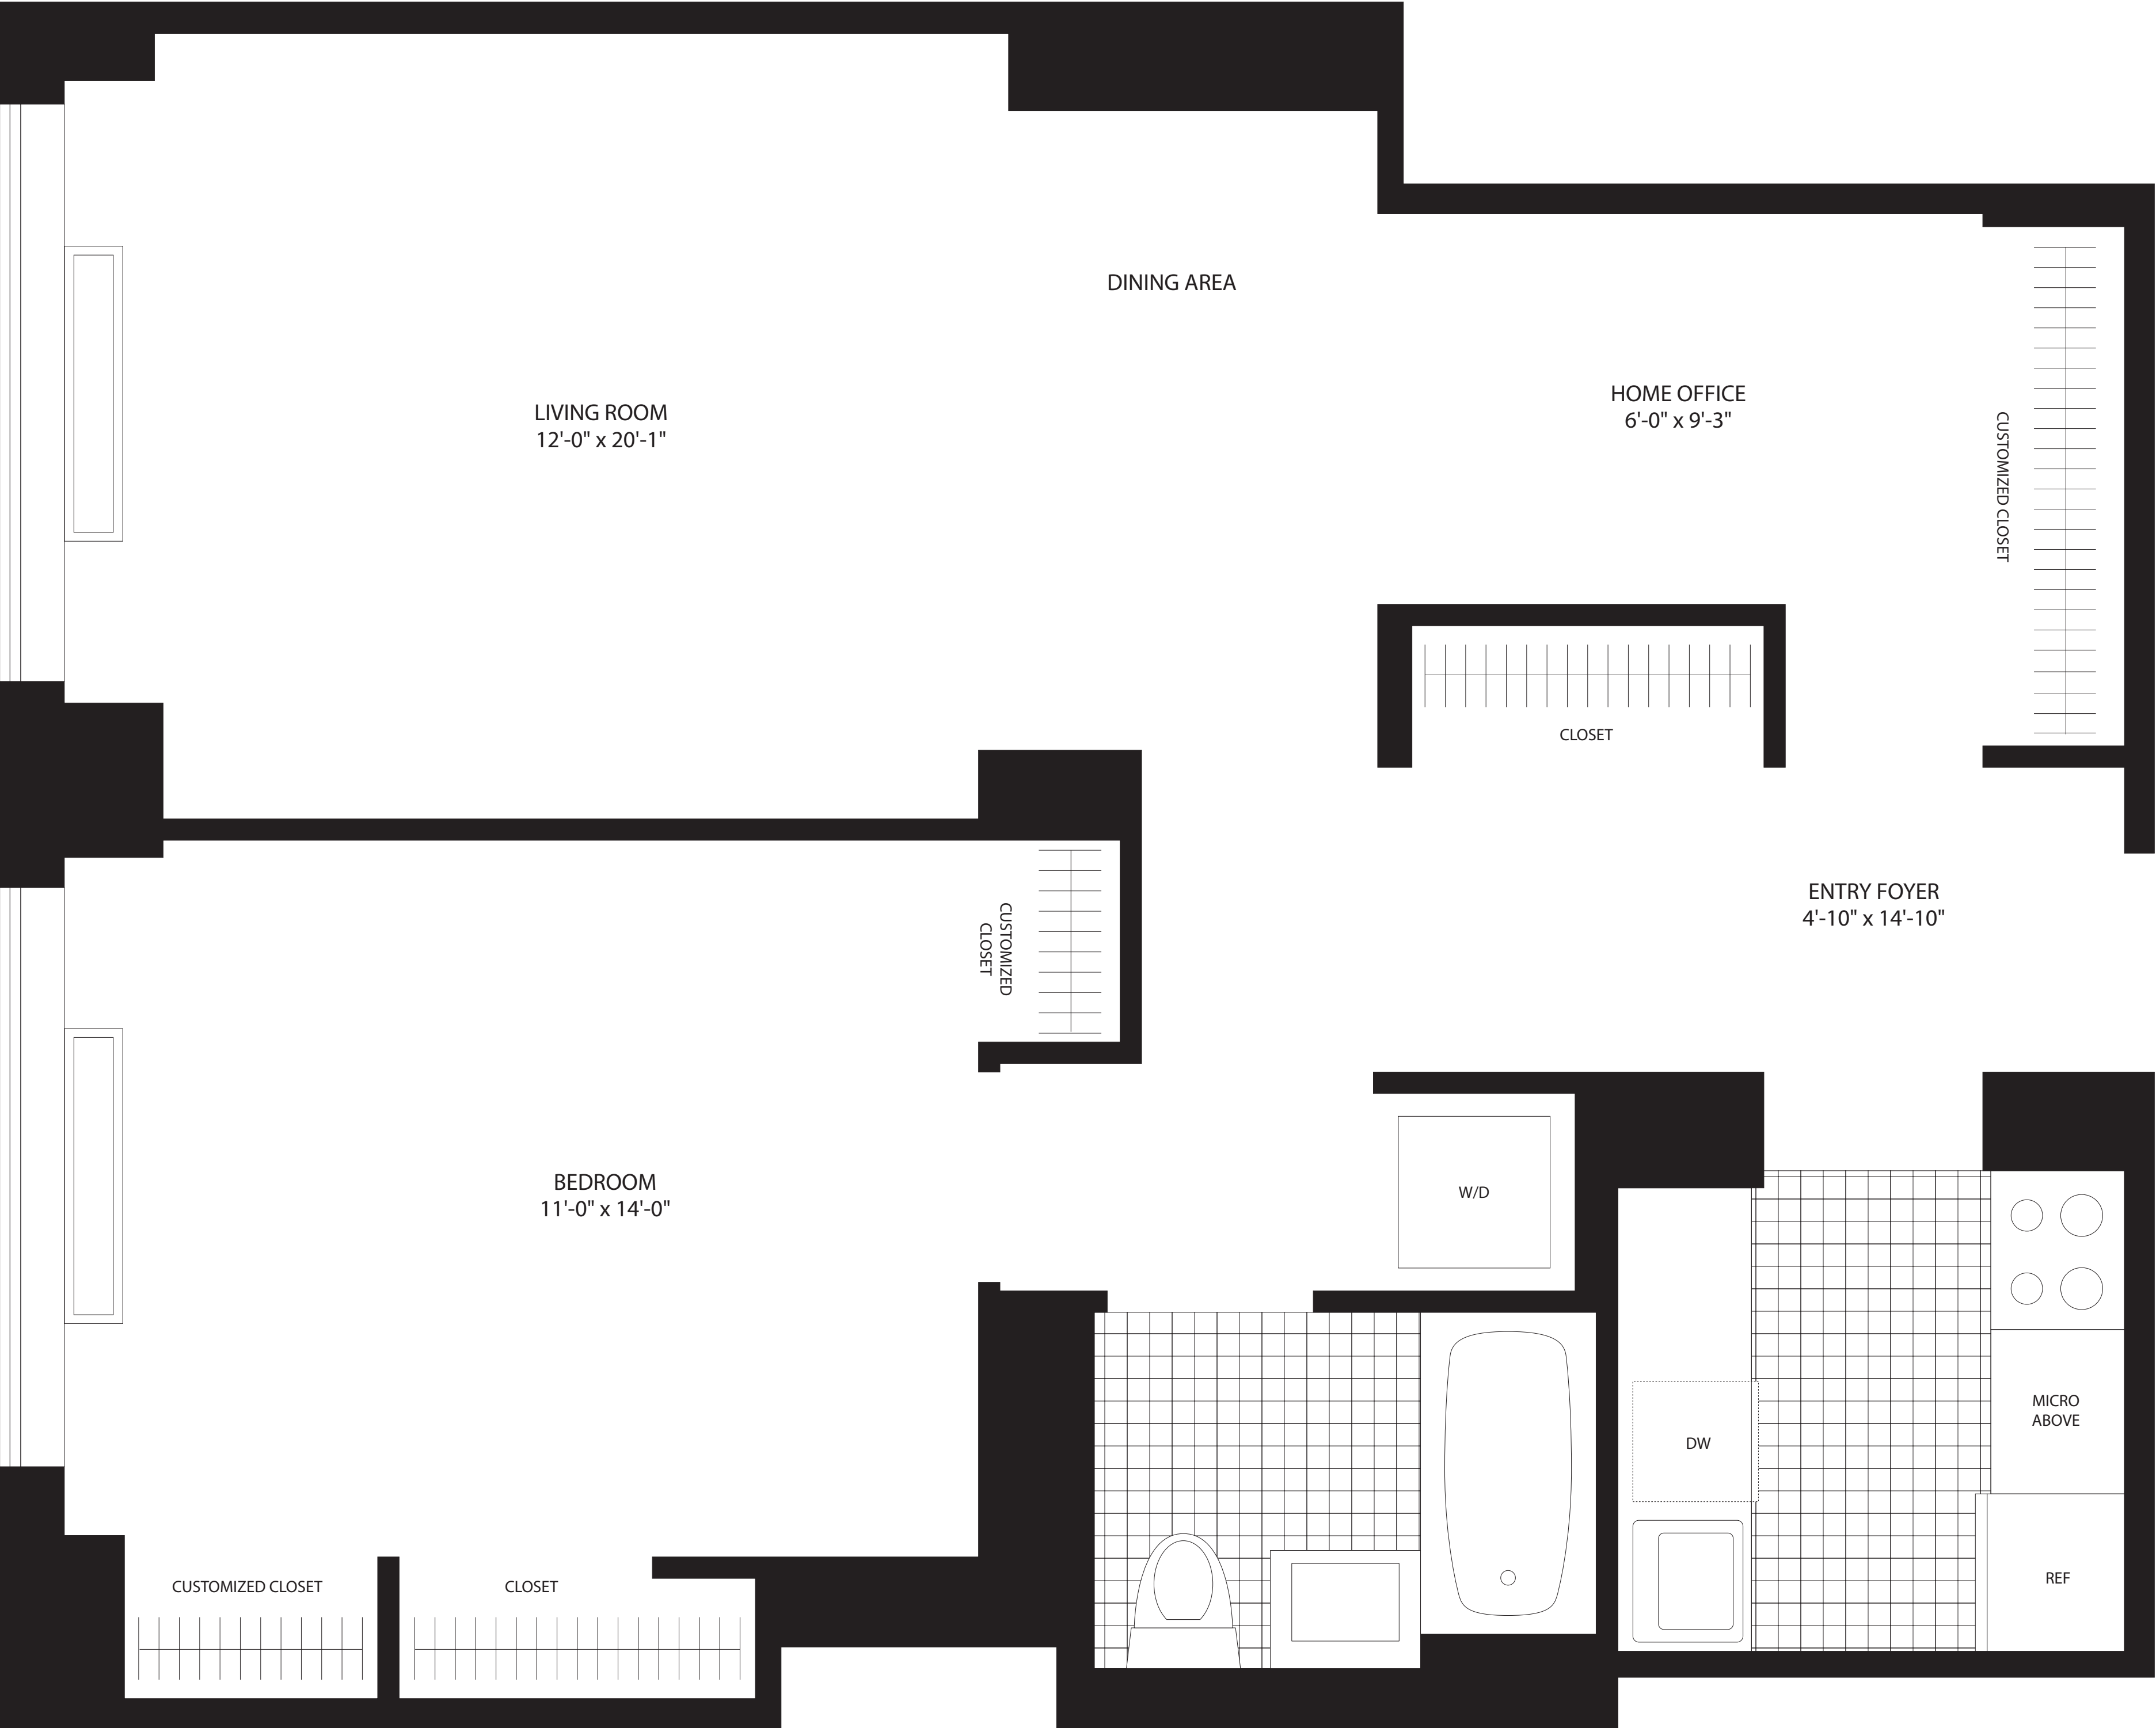 DINING AREA
LIVING ROOM
12'-0" x 20'-1"
HOME OFFICE
6'-0" x 9'-3"
CUSTOMIZED CLOSET
CLOSET
ENTRY FOYER
4'-10" x 14'-10"
CUSTOMIZED
CLOSET
BEDROOM
11'-0" x 14'-0"
W/D
MICRO
ABOVE
DW
REF
CUSTOMIZED CLOSET
CLOSET